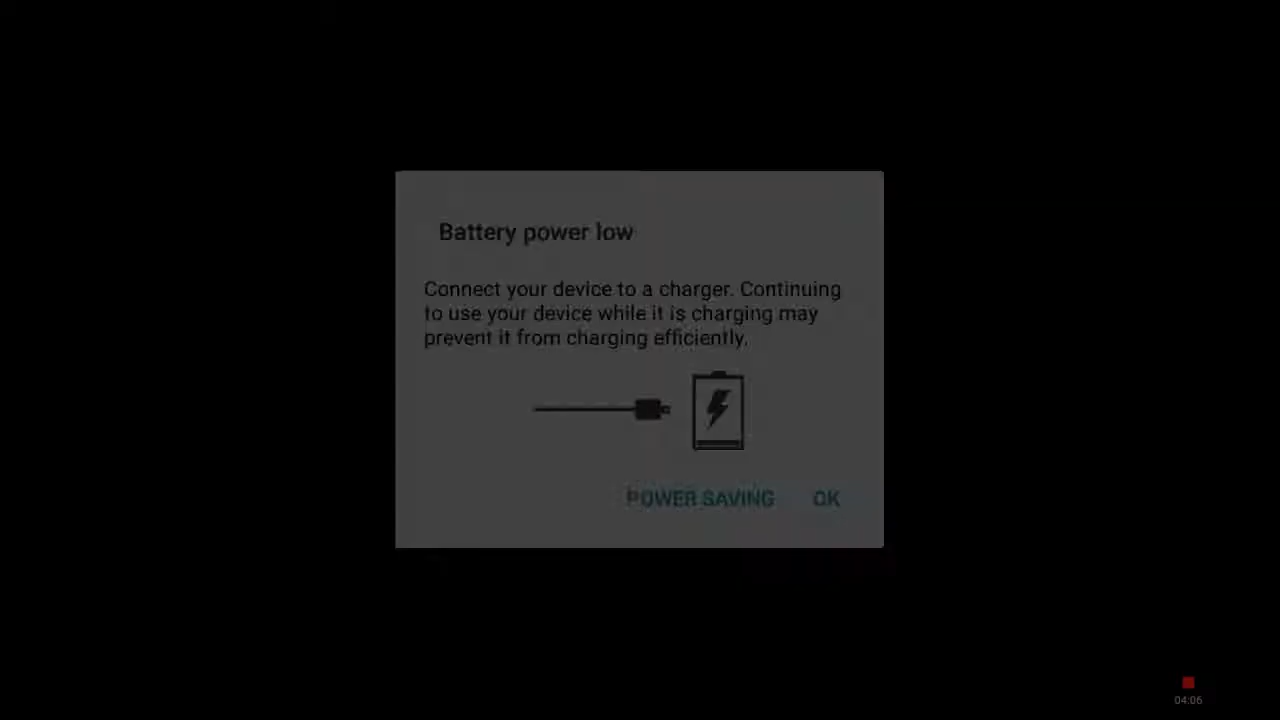 Battery power low
Connect your device to a charger. Continuing
to use your device while it is charging may
prevent it from charging efficiently.
POWER SAVING OK
04:06